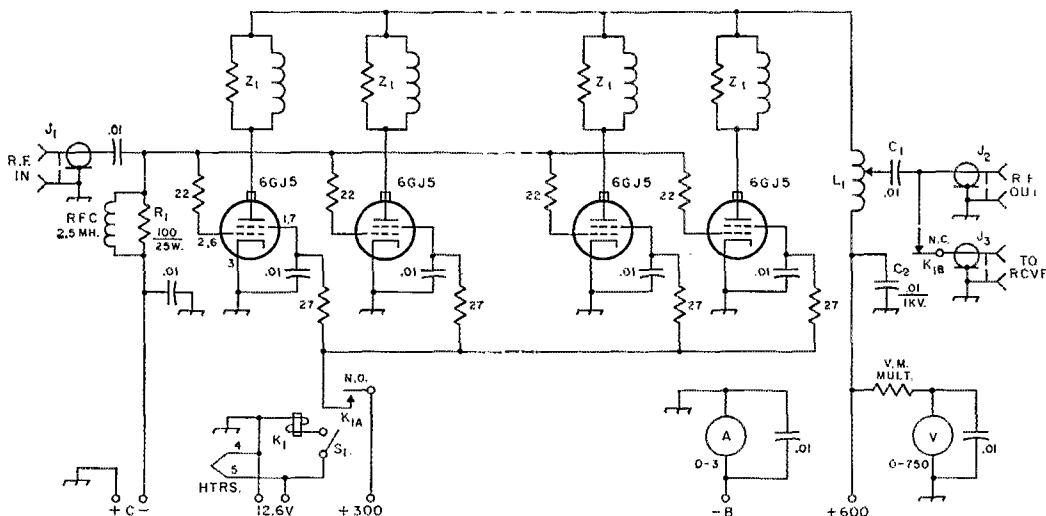 Z1
Z1
Z1
Z1
J1
.01
R.F.
IN
22
6GJ5
22
6GJ5
22
6GJ5
22
6GJ5
L1
C1
.01
J2
R.F
OUT
RFC
2.5MH.
R1
100
25W.
2,6
1,7
3
.01
.01
.01
.01
.01
27
27
27
27
N.C.
K1B
J3
TO
RCVR
C2
.01
1KV.
N.O.
K1A
K1
S1.
4
5
HTRS.
V.M.
MULT.
A
0-3
.01
V
0-750
.01
+C-
12.6V
+300
-B
+600